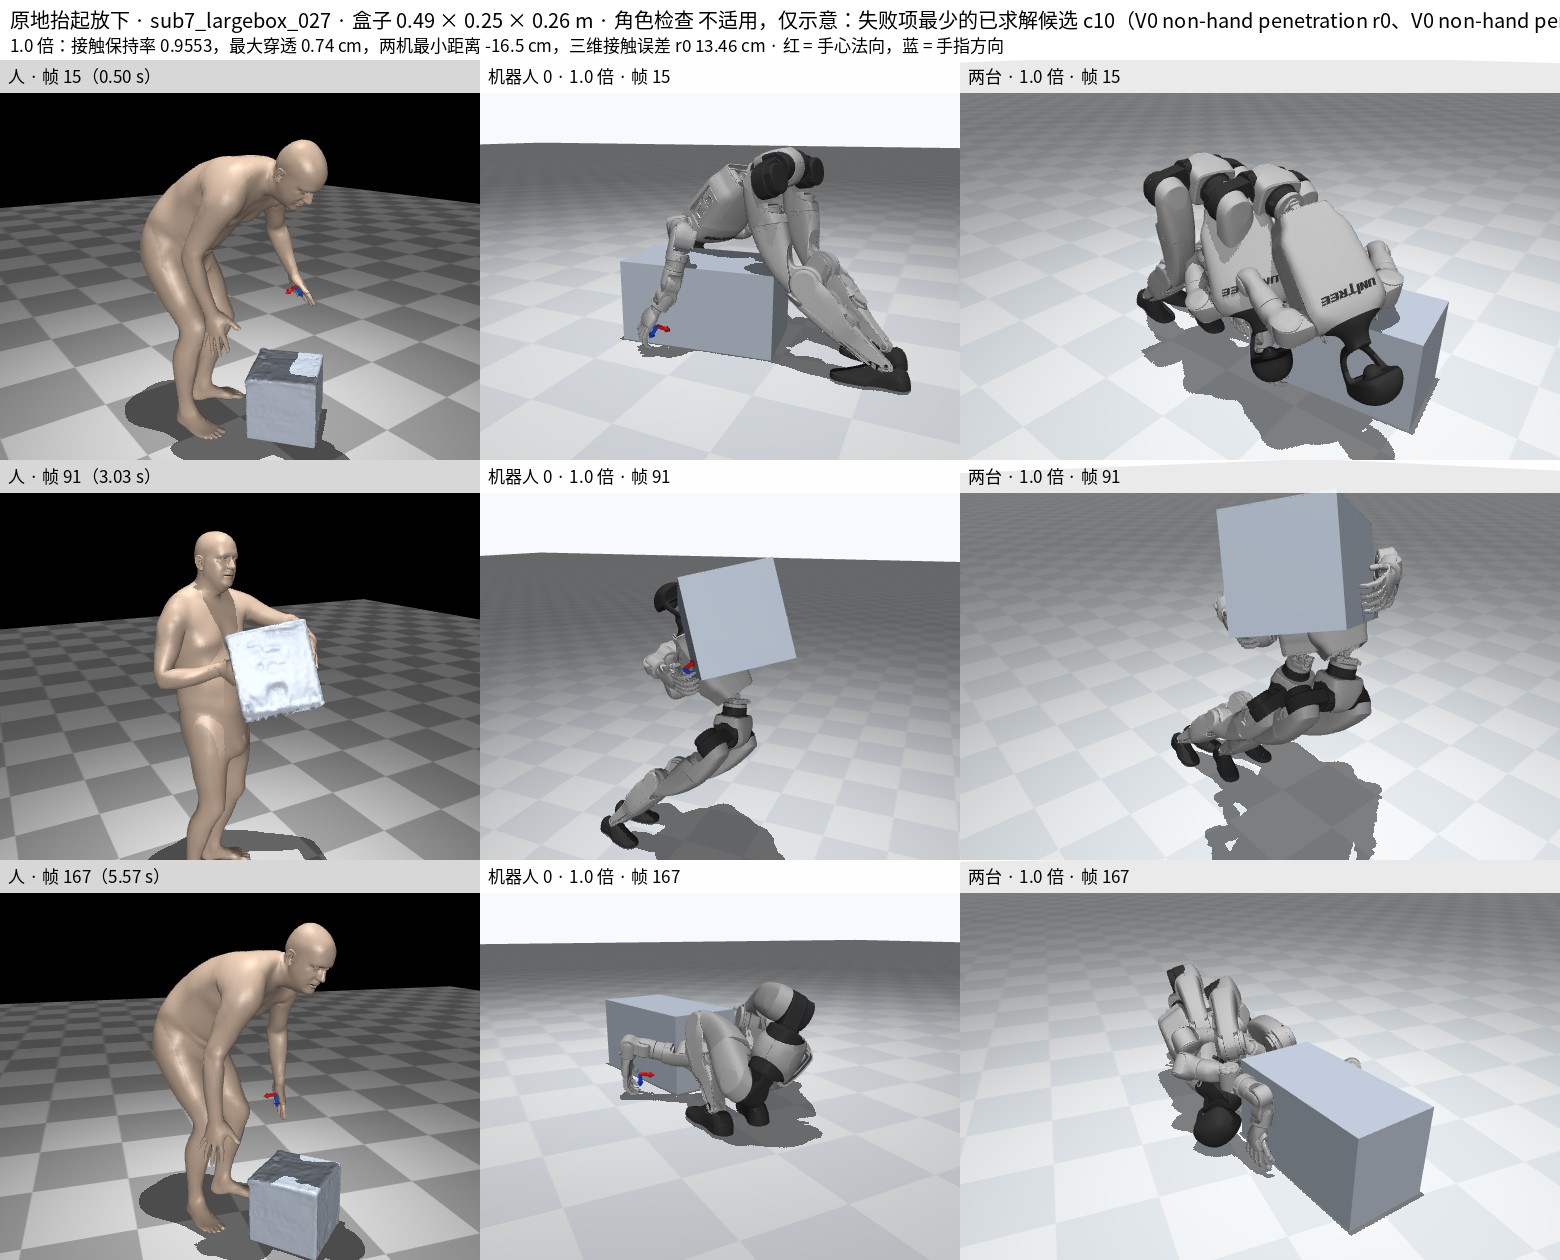 原地抬起放下 · sub7_largebox_027 · 盒子 0.49 × 0.25 × 0.26 m · 角色检查 不适用，仅示意：失败项最少的已求解候选 c10（V0 non-hand penetration r0、V0 non-hand pe
1.0 倍：接触保持率 0.9553，最大穿透 0.74 cm，两机最小距离 -16.5 cm，三维接触误差 r0 13.46 cm · 红 = 手心法向，蓝 = 手指方向
人 · 帧 15（0.50 s）
机器人 0 · 1.0 倍 · 帧 15
两台 · 1.0 倍 · 帧 15
UNITREE
人 · 帧 91（3.03 s）
机器人 0 · 1.0 倍 · 帧 91
两台 · 1.0 倍 · 帧 91
人 · 帧 167（5.57 s）
机器人 0 · 1.0 倍 · 帧 167
两台 · 1.0 倍 · 帧 167